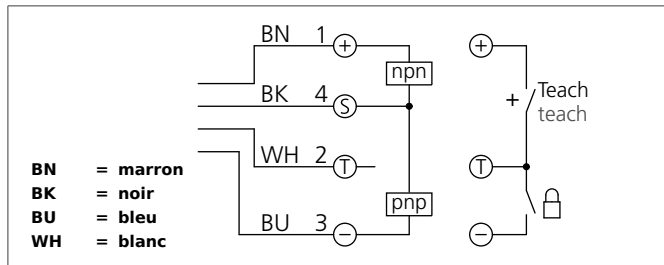 BN 1 +
npn
+
BK 4 S
+ Teach
teach
WH 2 T
T
pnp
BU 3 −
−
BN = marron
BK = noir
BU = bleu
WH = blanc